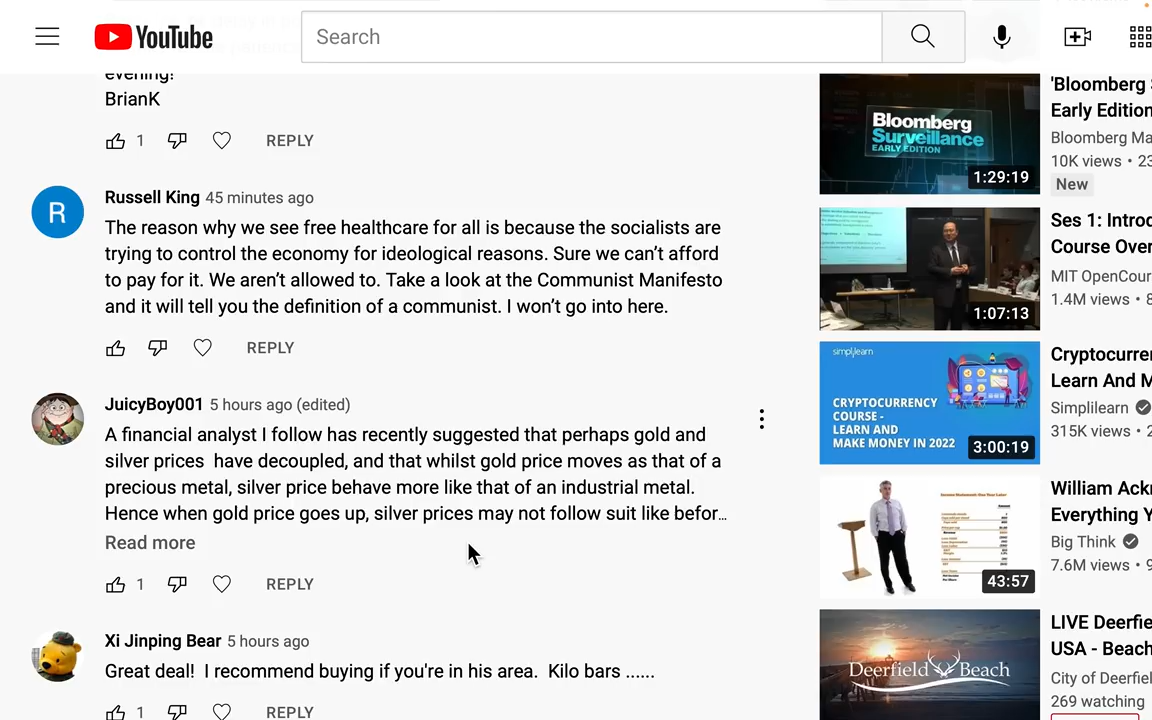 YouTube
Search
evening!
BrianK
1
REPLY
R
Russell King 45 minutes ago
The reason why we see free healthcare for all is because the socialists are
trying to control the economy for ideological reasons. Sure we can’t afford
to pay for it. We aren’t allowed to. Take a look at the Communist Manifesto
and it will tell you the definition of a communist. I won’t go into here.
REPLY
JuicyBoy001 5 hours ago (edited)
A financial analyst I follow has recently suggested that perhaps gold and
silver prices  have decoupled, and that whilst gold price moves as that of a
precious metal, silver price behave more like that of an industrial metal.
Hence when gold price goes up, silver prices may not follow suit like befor…
Read more
1
REPLY
Xi Jinping Bear 5 hours ago
Great deal!  I recommend buying if you're in his area.  Kilo bars ......
1
REPLY
Bloomberg
Surveillance
EARLY EDITION
1:29:19
'Bloomberg
Early Edition
Bloomberg Ma
10K views • 23
New
1:07:13
Ses 1: Introd
Course Over
MIT OpenCour
1.4M views • 8
simplilearn
CRYPTOCURRENCY
COURSE -
LEARN AND
MAKE MONEY IN 2022
3:00:19
Cryptocurre
Learn And M
Simplilearn
315K views • 2
43:57
William Ack
Everything Y
Big Think
7.6M views • 9
Deerfield Beach
LIVE Deerfie
USA - Beach
City of Deerfiel
269 watching